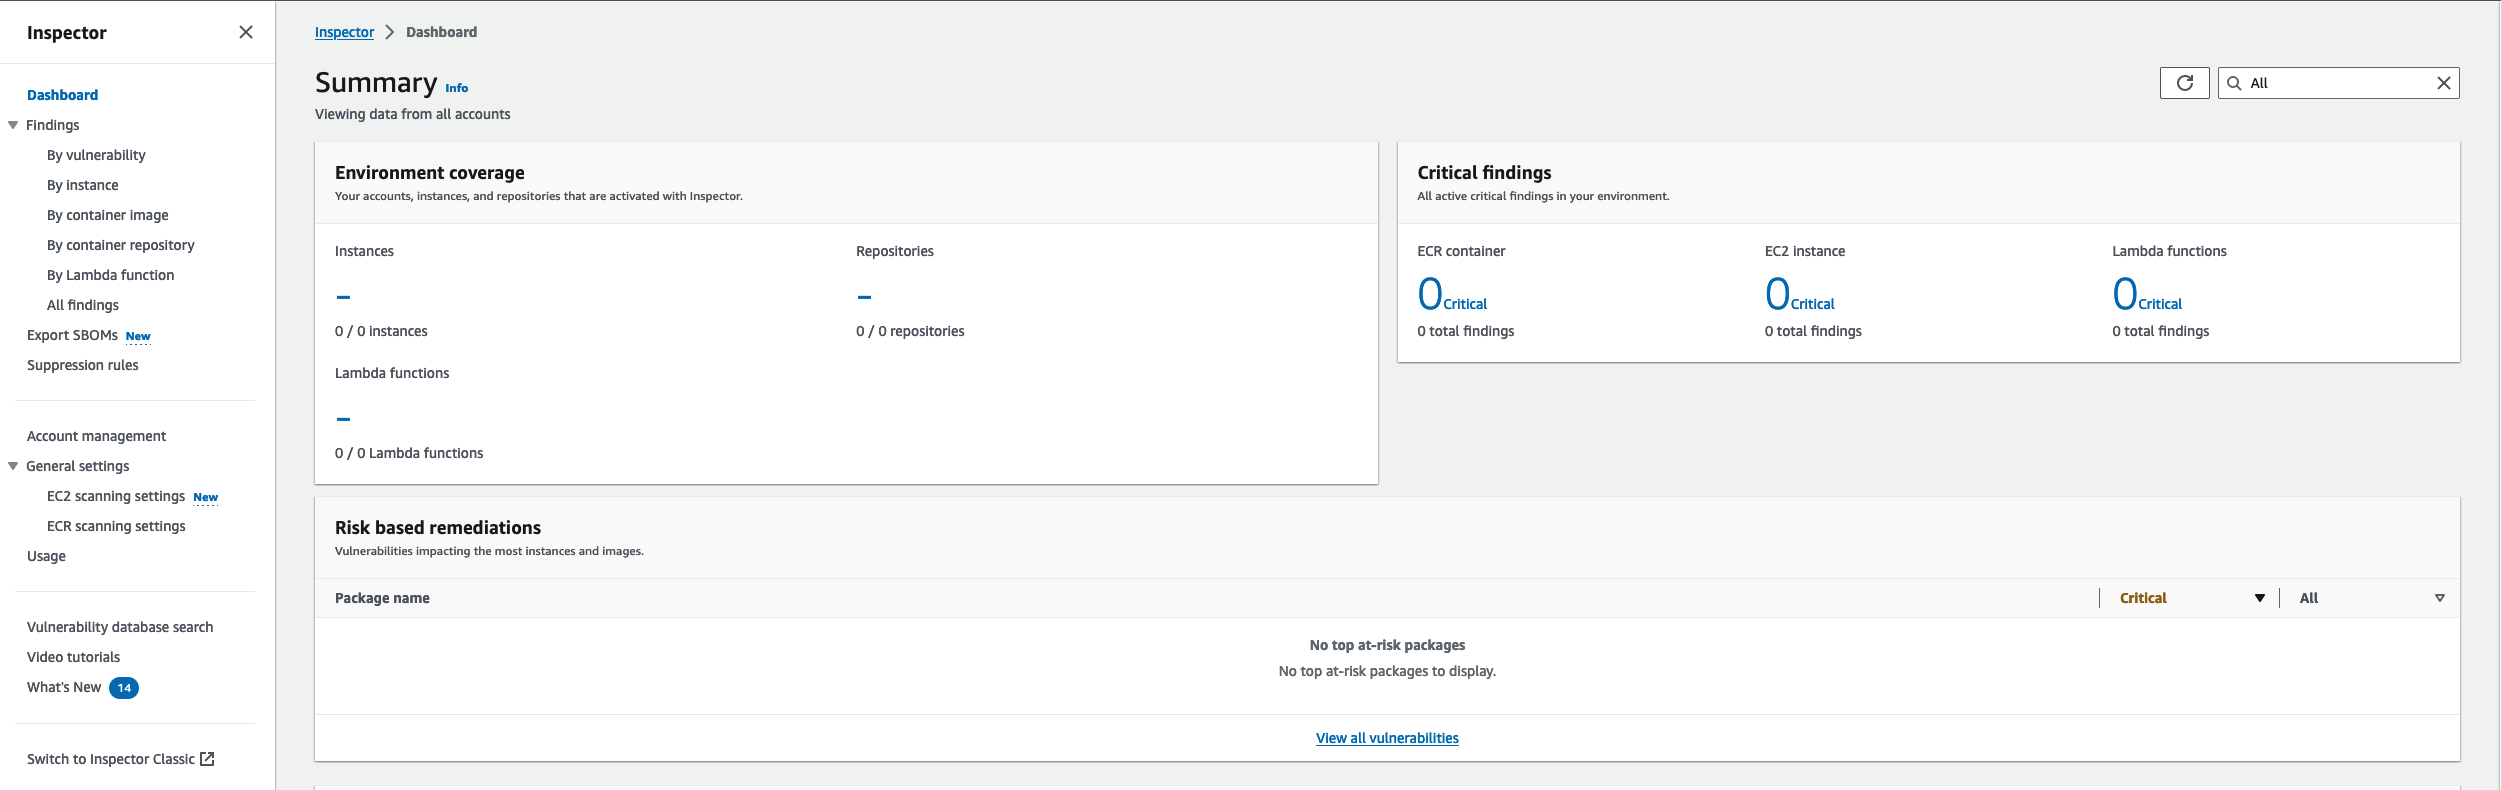 Inspector
Dashboard
Findings
By vulnerability
By instance
By container image
By container repository
By Lambda function
All findings
Export SBOMs New
Suppression rules
Account management
General settings
EC2 scanning settings New
ECR scanning settings
Usage
Vulnerability database search
Video tutorials
What's New 14
Switch to Inspector Classic
Inspector Dashboard
Summary Info
Viewing data from all accounts
All
Environment coverage
Your accounts, instances, and repositories that are activated with Inspector.
Instances Repositories
– –
0 / 0 instances 0 / 0 repositories
Lambda functions
–
0 / 0 Lambda functions
Critical findings
All active critical findings in your environment.
ECR container EC2 instance Lambda functions
0 Critical 0 Critical 0 Critical
0 total findings 0 total findings 0 total findings
Risk based remediations
Vulnerabilities impacting the most instances and images.
Package name Critical All
No top at-risk packages
No top at-risk packages to display.
View all vulnerabilities